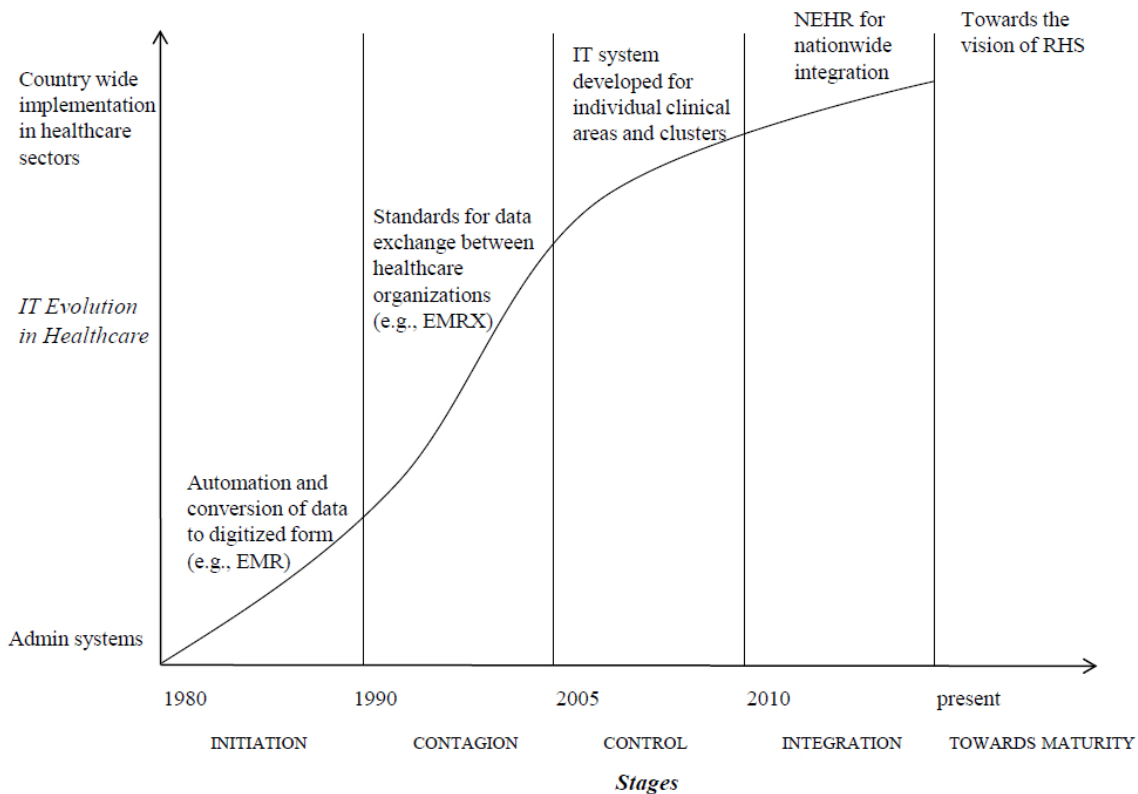 Country wide
implementation
in healthcare
sectors
IT Evolution
in Healthcare
Admin systems
Automation and
conversion of data
to digitized form
(e.g., EMR)
Standards for data
exchange between
healthcare
organizations
(e.g., EMRX)
IT system
developed for
individual clinical
areas and clusters
NEHR for
nationwide
integration
Towards the
vision of RHS
1980 1990 2005 2010 present
INITIATION CONTAGION CONTROL INTEGRATION TOWARDS MATURITY
Stages